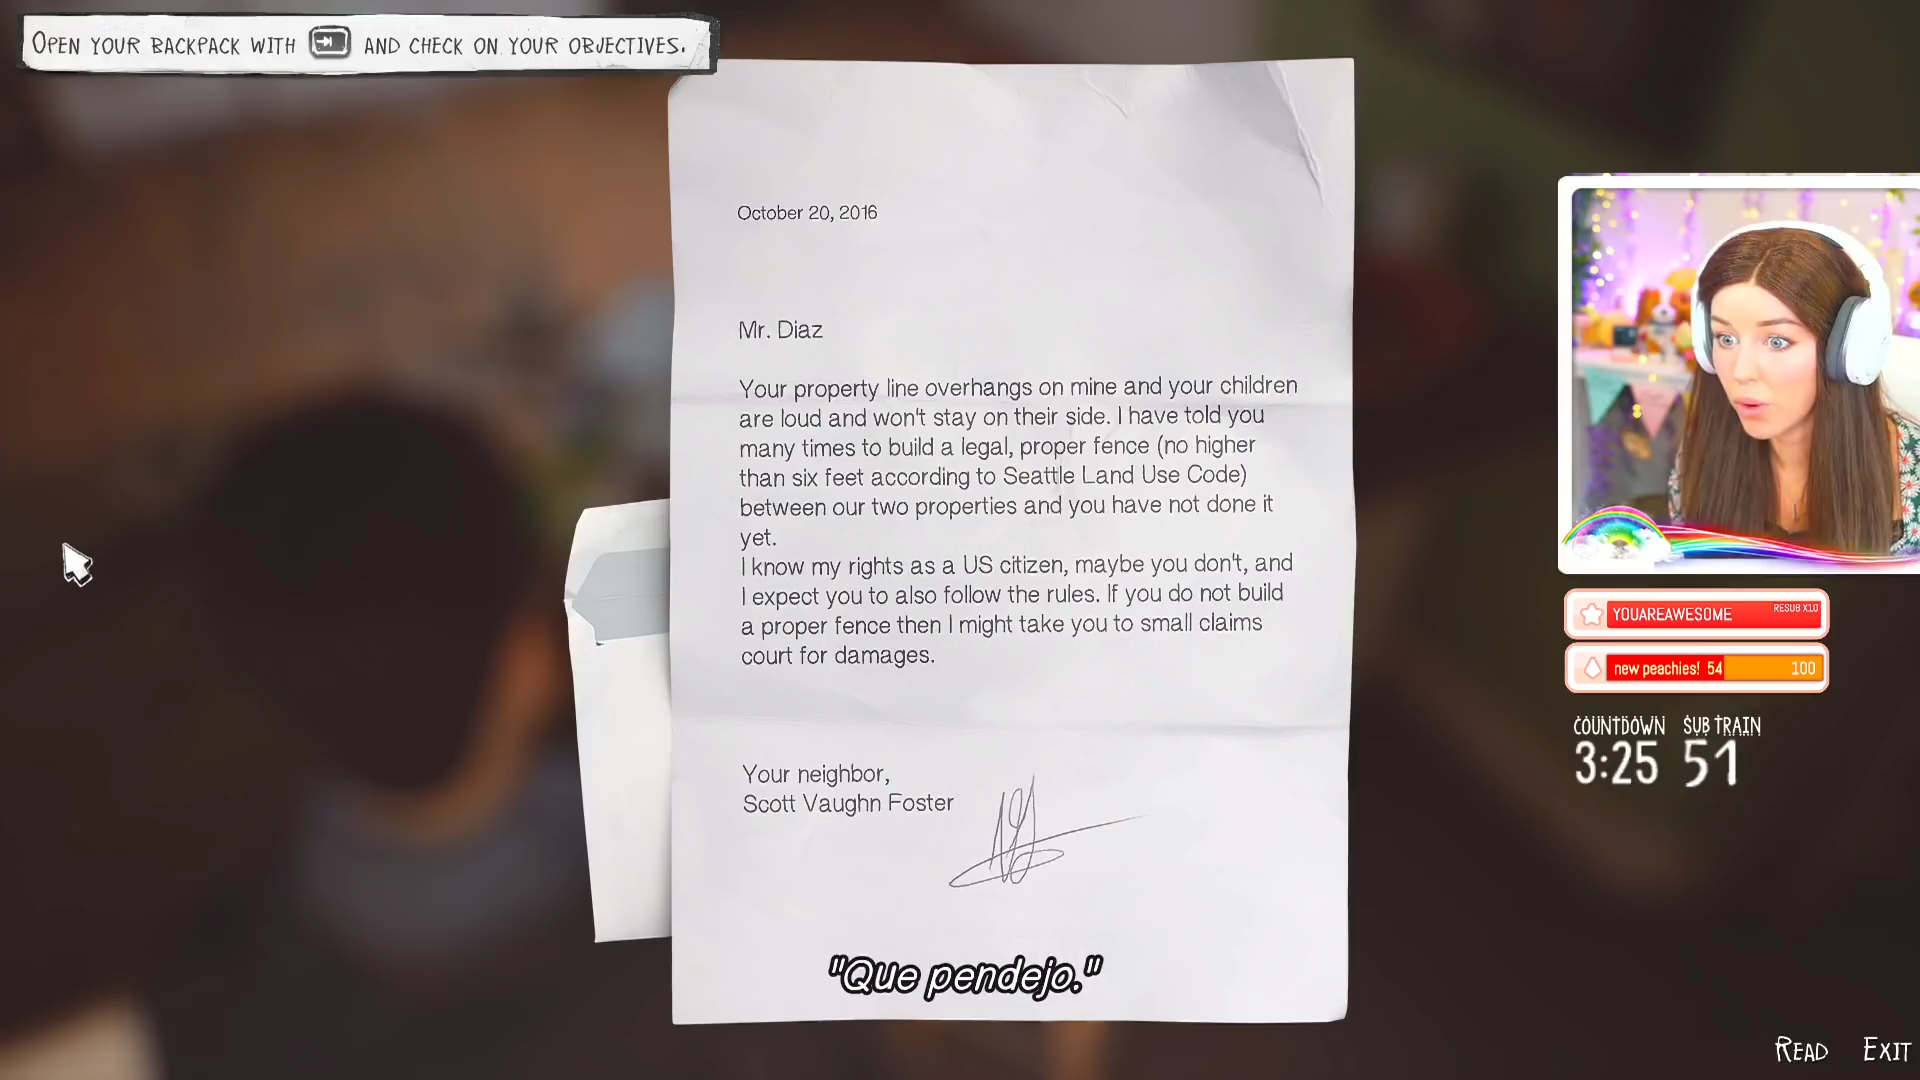 OPEN YOUR BACKPACK WITH AND CHECK ON YOUR OBJECTIVES.
October 20, 2016
Mr. Diaz
Your property line overhangs on mine and your children
are loud and won't stay on their side. I have told you
many times to build a legal, proper fence (no higher
than six feet according to Seattle Land Use Code)
between our two properties and you have not done it
yet.
I know my rights as a US citizen, maybe you don't, and
I expect you to also follow the rules. If you do not build
a proper fence then I might take you to small claims
court for damages.
Your neighbor,
Scott Vaughn Foster
"Que pendejo."
YOUAREAWESOME RESUB X10
new peachies! 54 100
COUNTDOWN SUB TRAIN
3:25 51
READ EXIT